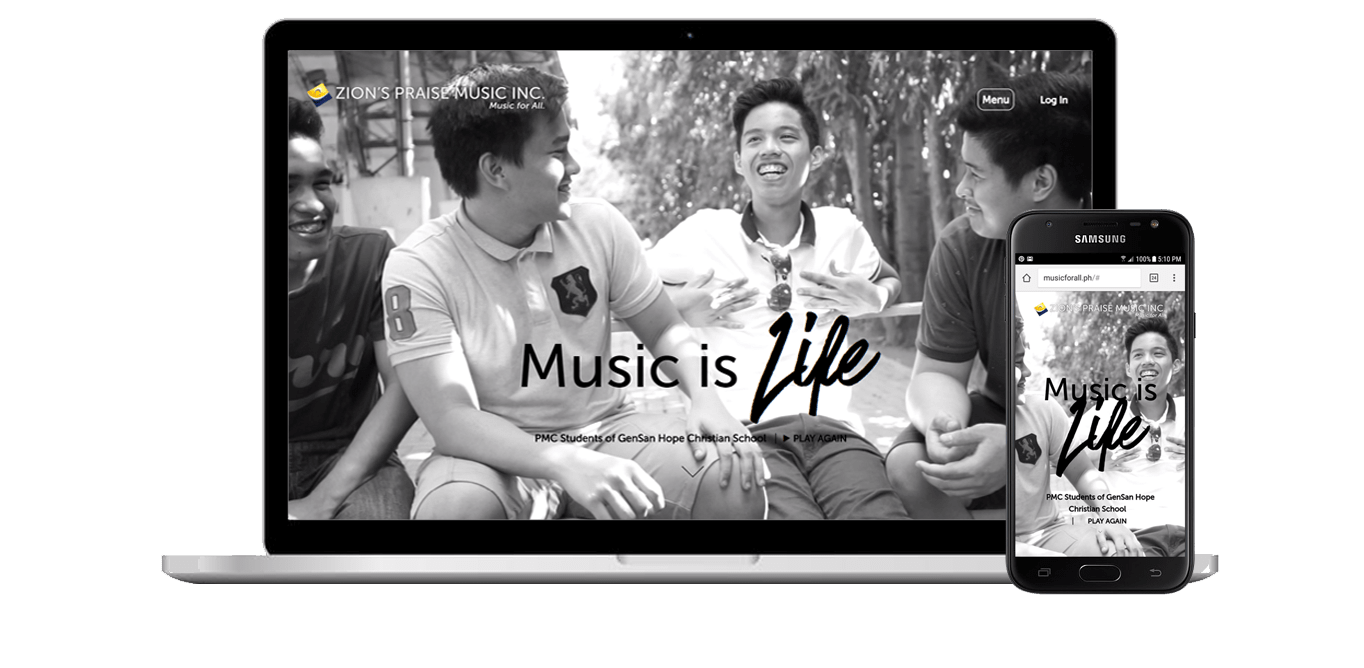 ZION'S PRAISE MUSIC INC.
Music for All.
Menu
Log In
8
Music is Life
PMC Students of GenSan Hope Christian School | ▶ PLAY AGAIN
SAMSUNG
100% 5:10 PM
musicforall.ph/#
24
ZION'S PRAISE MUSIC INC.
Music for All.
Music is
Life
PMC Students of GenSan Hope
Christian School
| PLAY AGAIN